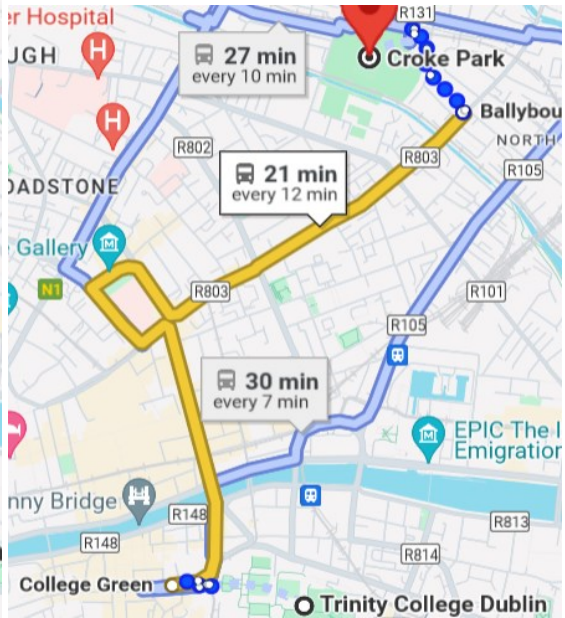 er Hospital
R131
UGH
27 min
every 10 min
Croke Park
Ballybou
NORTH
R802
R803
R105
21 min
every 12 min
OADSTONE
Gallery
N1
R803
R101
R105
30 min
every 7 min
EPIC The I
Emigration
nny Bridge
R148
R813
R148
R814
College Green
Trinity College Dublin